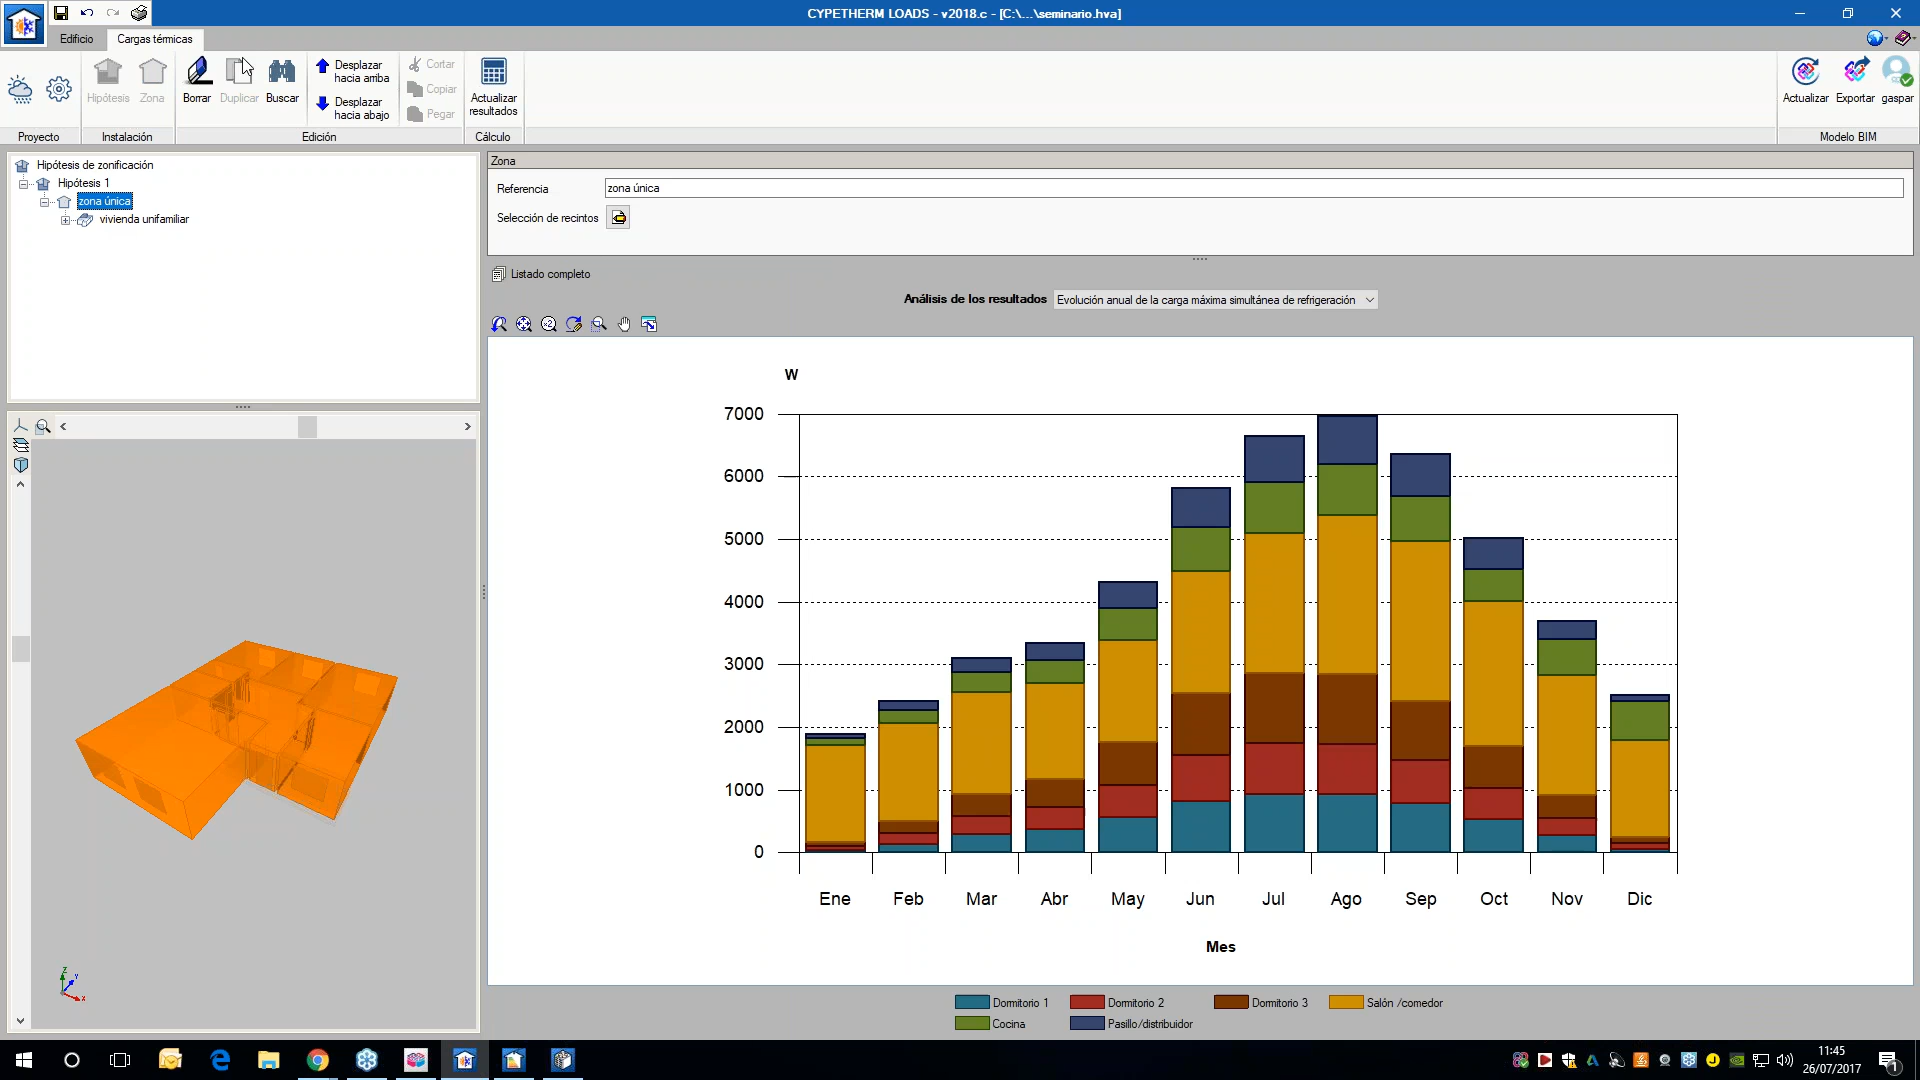 CYPETHERM LOADS - v2018.c - [C:\...\seminario.hva]
Edificio
Cargas térmicas
Hipótesis
Zona
Borrar
Duplicar
Buscar
Desplazar
hacia arriba
Desplazar
hacia abajo
Cortar
Copiar
Pegar
Actualizar
resultados
Actualizar
Exportar
gaspar
Proyecto
Instalación
Edición
Cálculo
Modelo BIM
Hipótesis de zonificación
Hipótesis 1
zona única
vivienda unifamiliar
Zona
Referencia
zona única
Selección de recintos
Listado completo
Análisis de los resultados
Evolución anual de la carga máxima simultánea de refrigeración
W
7000
6000
5000
4000
3000
2000
1000
0
Ene Feb Mar Abr May Jun Jul Ago Sep Oct Nov Dic
Mes
Dormitorio 1
Dormitorio 2
Dormitorio 3
Salón /comedor
Cocina
Pasillo/distribuidor
Z
Y
X
11:45
26/07/2017
1